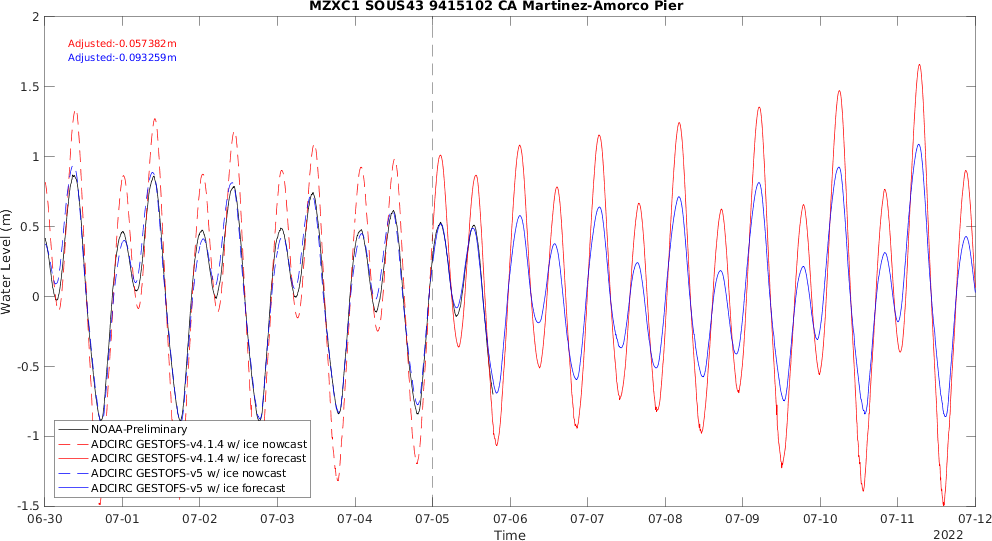 MZXC1 SOUS43 9415102 CA Martinez-Amorco Pier
2
Adjusted:-0.057382m
Adjusted:-0.093259m
1.5
1
0.5
Water Level (m)
0
-0.5
-1
-1.5
NOAA-Preliminary
ADCIRC GESTOFS-v4.1.4 w/ ice nowcast
ADCIRC GESTOFS-v4.1.4 w/ ice forecast
ADCIRC GESTOFS-v5 w/ ice nowcast
ADCIRC GESTOFS-v5 w/ ice forecast
06-30 07-01 07-02 07-03 07-04 07-05 07-06 07-07 07-08 07-09 07-10 07-11 07-12
Time
2022